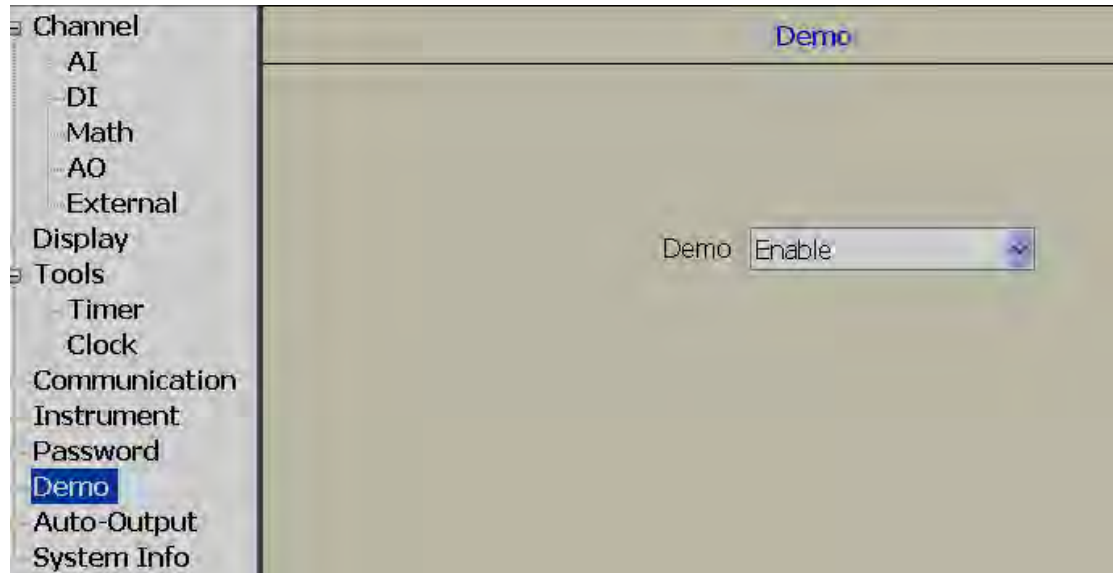 Channel
AI
DI
Math
AO
External
Display
Tools
Timer
Clock
Communication
Instrument
Password
Demo
Auto-Output
System Info
Demo
Demo Enable